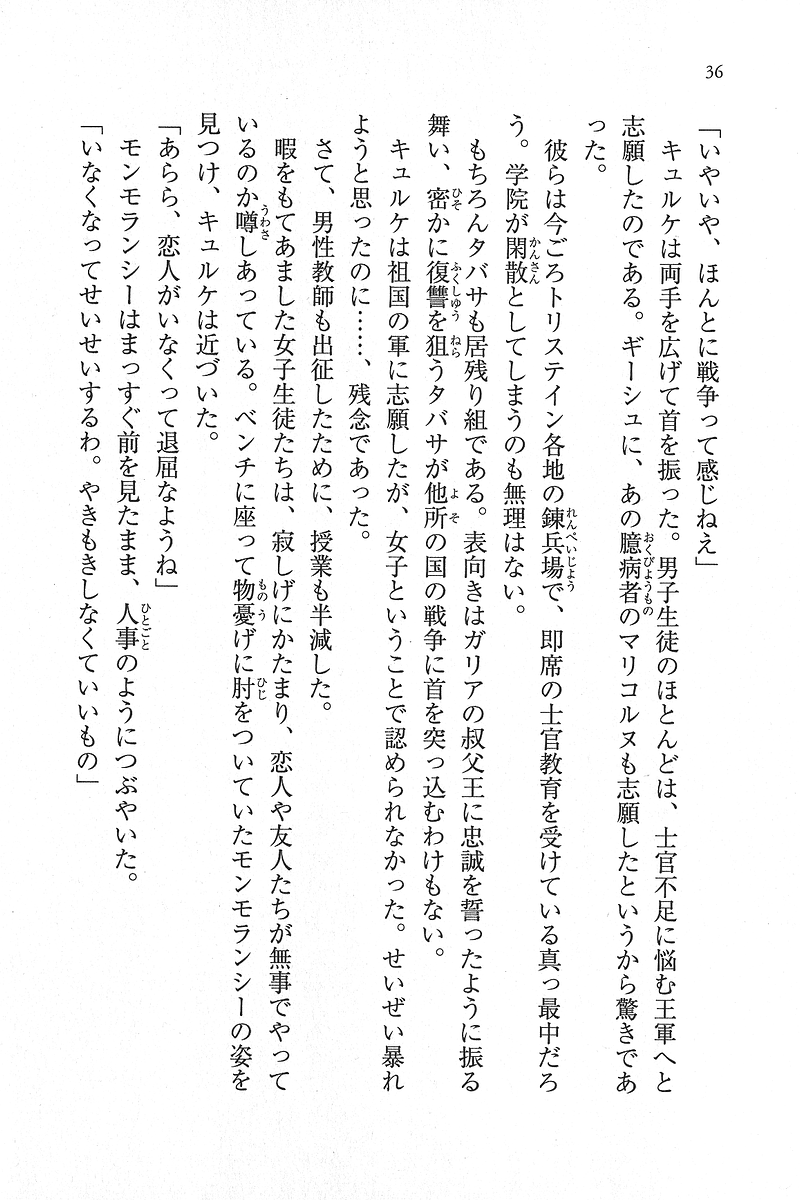 36
「いやいや、ほんとに戦争って感じねえ」
　キュルケは両手を広げて首を振った。男子生徒のほとんどは、士官不足に悩む王軍へと
志願したのである。ギーシュに、あの臆病者のマリコルヌも志願したというから驚きであ
った。
　彼らは今ごろトリステイン各地の錬兵場で、即席の士官教育を受けている真っ最中だろ
う。学院が閑散としてしまうのも無理はない。
　もちろんタバサも居残り組である。表向きはガリアの叔父王に忠誠を誓ったように振る
舞い、密かに復讐を狙うタバサが他所の国の戦争に首を突っ込むわけもない。
　キュルケは祖国の軍に志願したが、女子ということで認められなかった。せいぜい暴れ
ようと思ったのに……、残念であった。
　さて、男性教師も出征したために、授業も半減した。
　暇をもてあました女子生徒たちは、寂しげにかたまり、恋人や友人たちが無事でやって
いるのか噂しあっている。ベンチに座って物憂げに肘をついていたモンモランシーの姿を
見つけ、キュルケは近づいた。
「あらら、恋人がいなくって退屈なようね」
　モンモランシーはまっすぐ前を見たまま、人事のようにつぶやいた。
「いなくなってせいせいするわ。やきもきしなくていいもの」